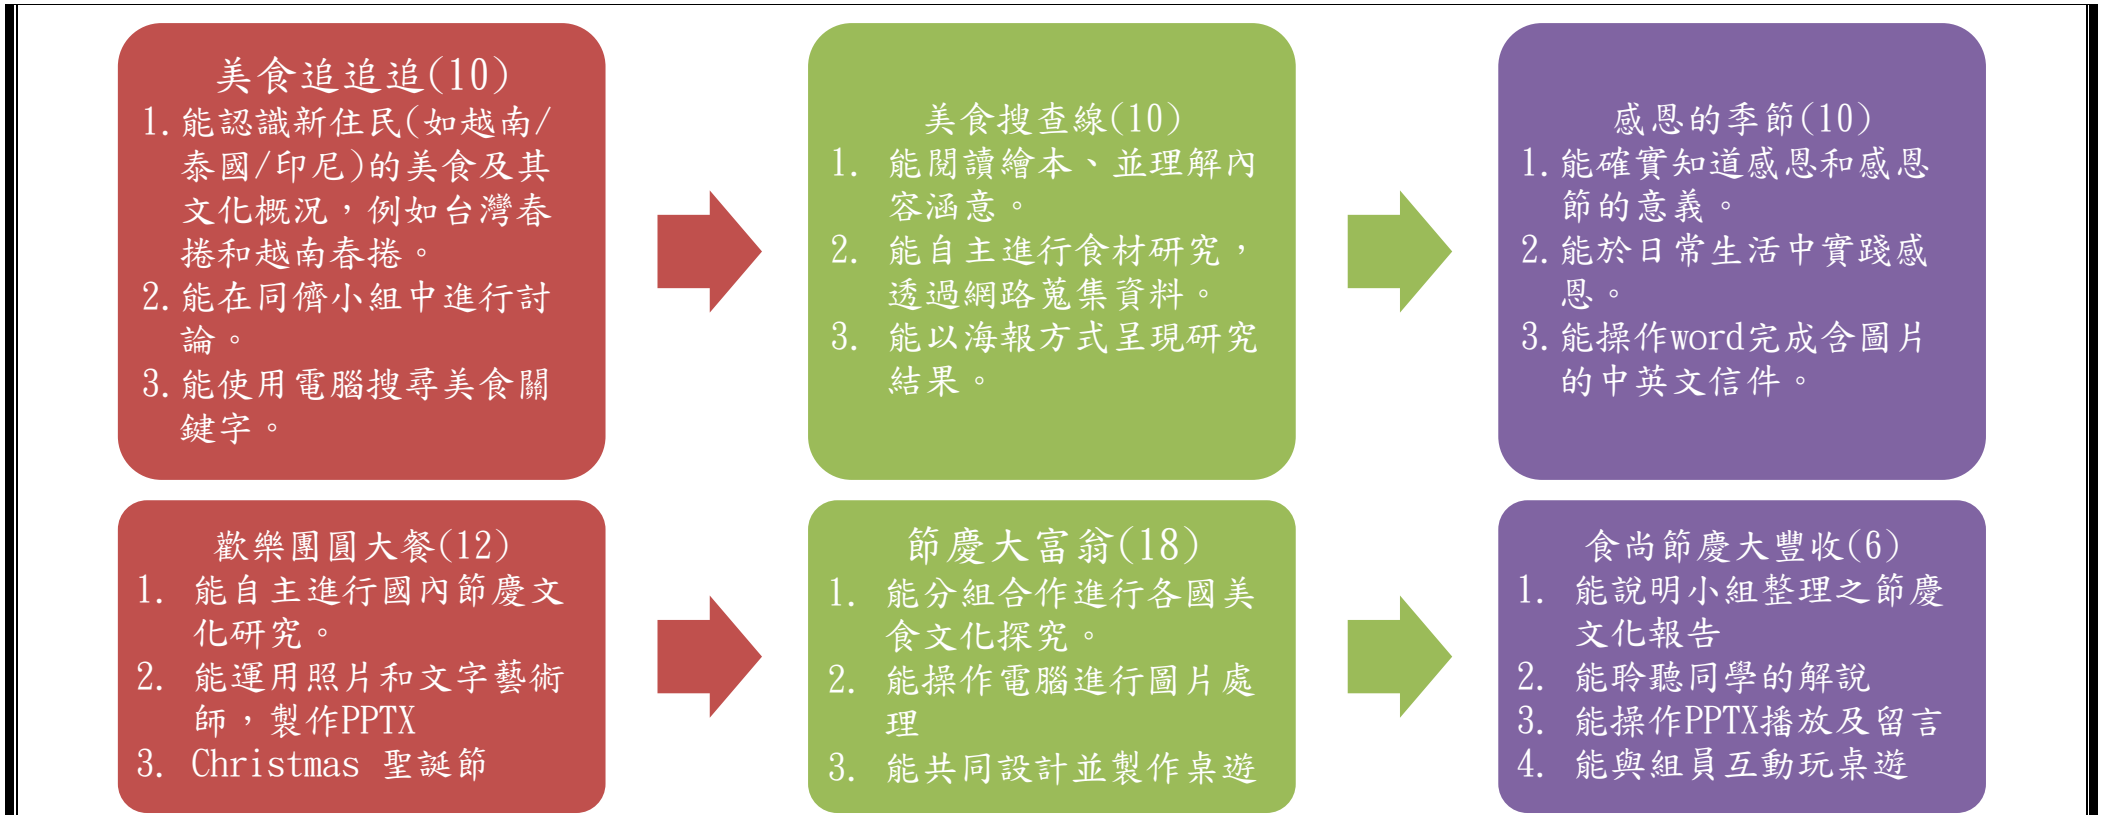 美食追追追(10)
1.能認識新住民(如越南/
泰國/印尼)的美食及其
文化概況，例如台灣春
捲和越南春捲。
2.能在同儕小組中進行討
論。
3.能使用電腦搜尋美食關
鍵字。
美食搜查線(10)
1. 能閱讀繪本、並理解內
容涵意。
2. 能自主進行食材研究，
透過網路蒐集資料。
3. 能以海報方式呈現研究
結果。
感恩的季節(10)
1.能確實知道感恩和感恩
節的意義。
2.能於日常生活中實踐感
恩。
3.能操作word完成含圖片
的中英文信件。
歡樂團圓大餐(12)
1. 能自主進行國內節慶文
化研究。
2. 能運用照片和文字藝術
師，製作PPTX
3. Christmas 聖誕節
節慶大富翁(18)
1. 能分組合作進行各國美
食文化探究。
2. 能操作電腦進行圖片處
理
3. 能共同設計並製作桌遊
食尚節慶大豐收(6)
1. 能說明小組整理之節慶
文化報告
2. 能聆聽同學的解說
3. 能操作PPTX播放及留言
4. 能與組員互動玩桌遊